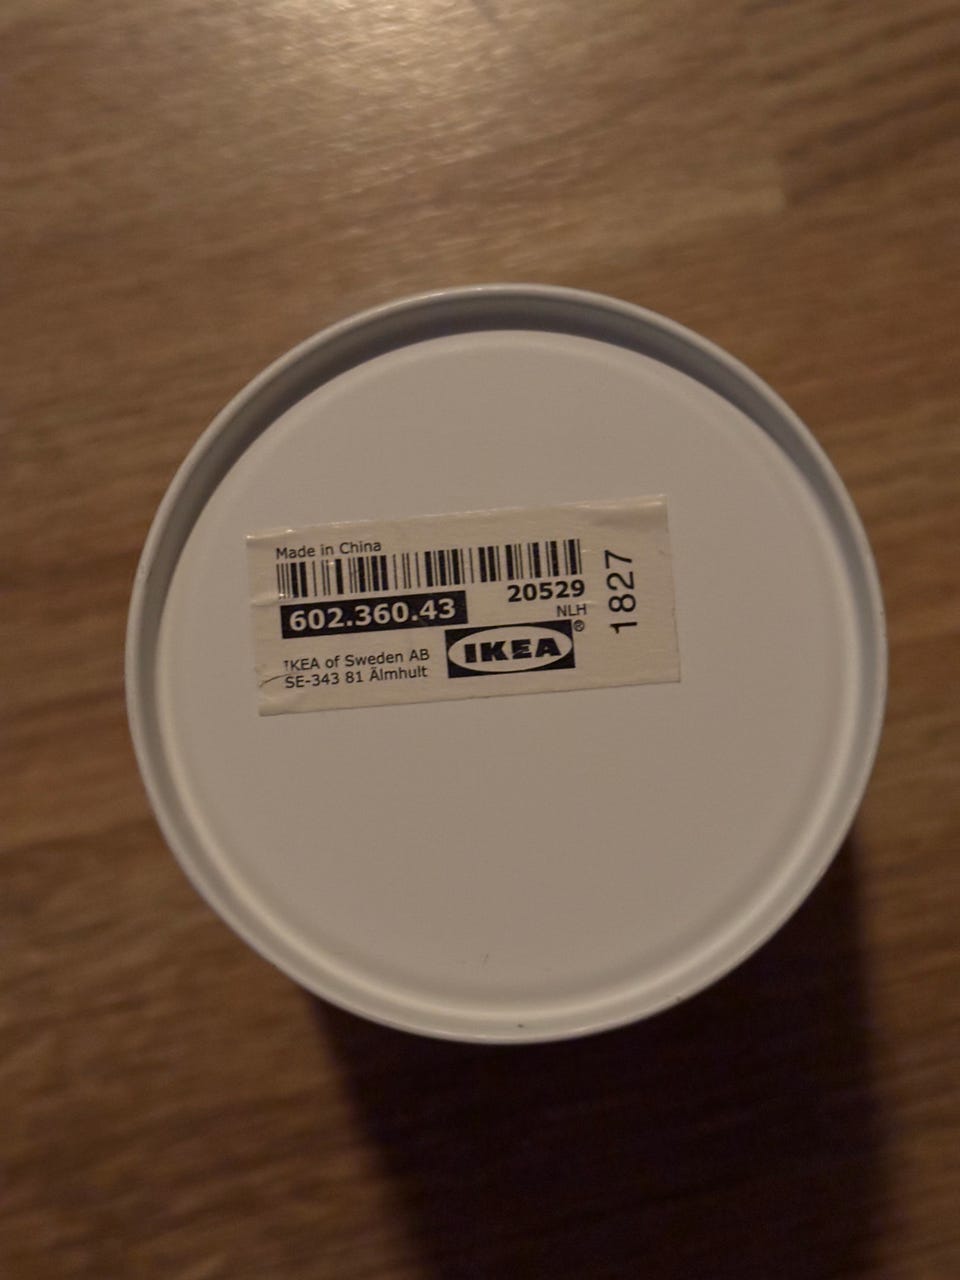 Made in China
602.360.43
20529
NLH
IKEA of Sweden AB
SE-343 81 Älmhult
IKEA®
1827